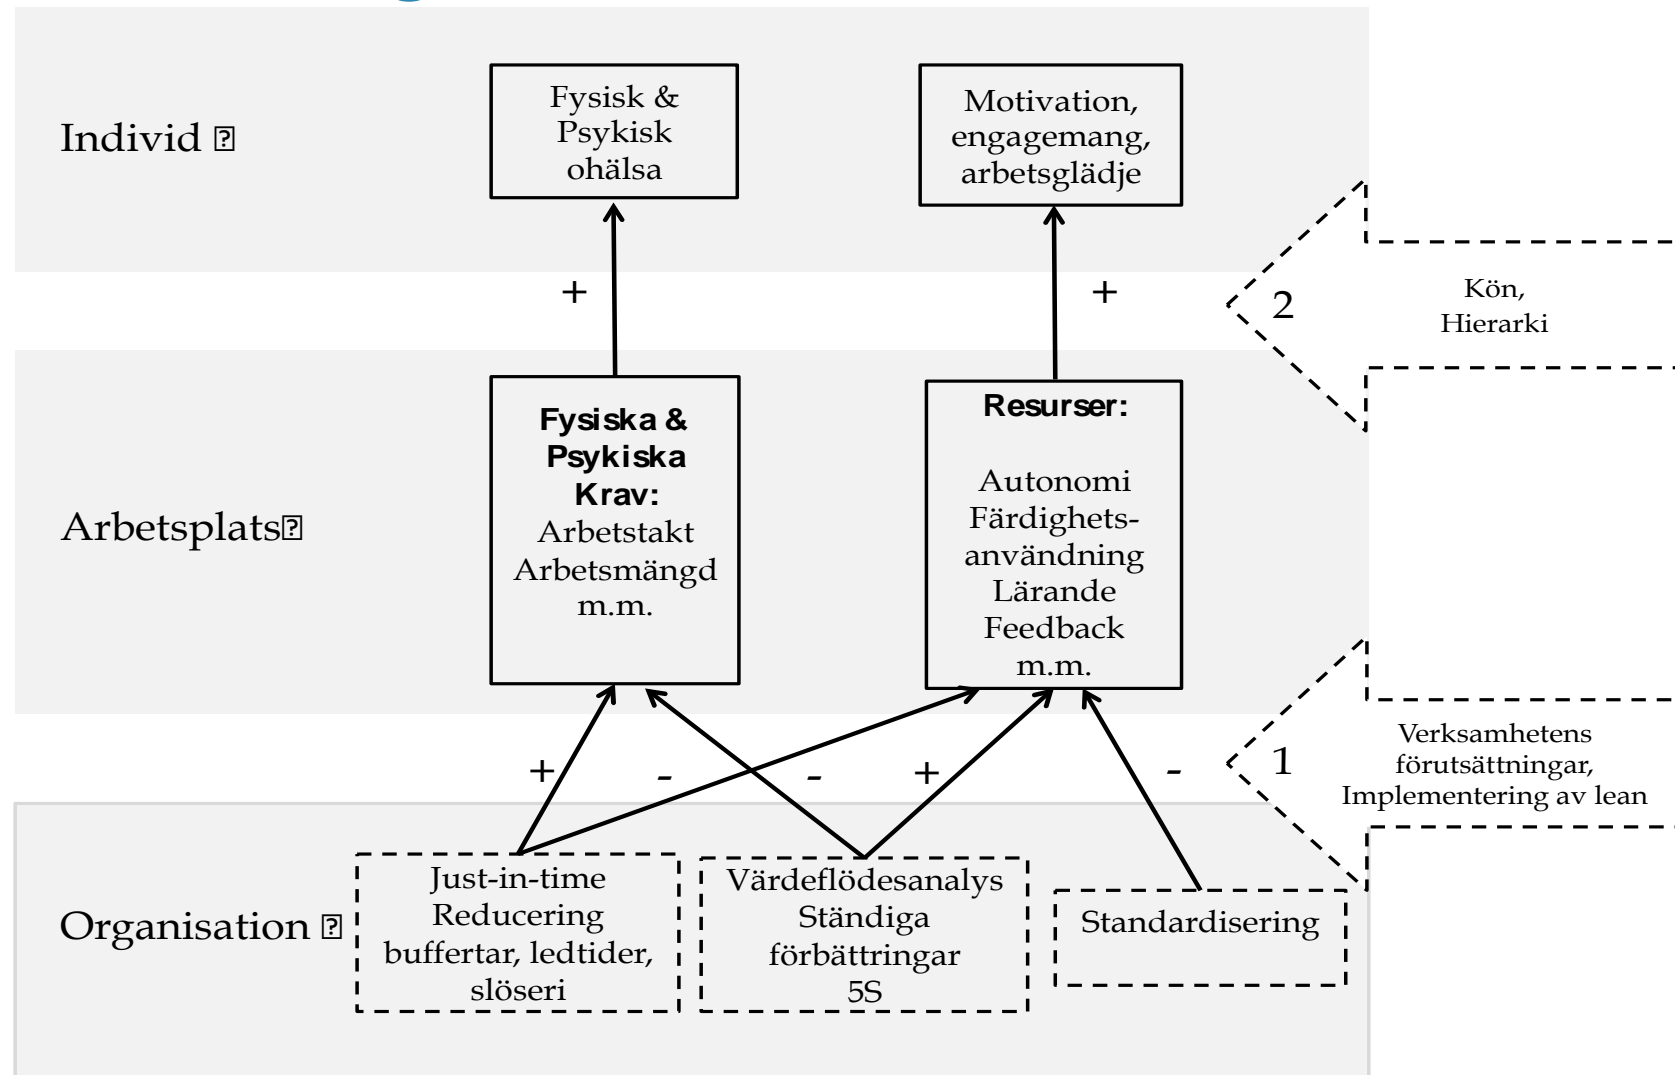 Individ ⍰
Fysisk &
Psykisk
ohälsa
Motivation,
engagemang,
arbetsglädje
+
+
2
Kön,
Hierarki
Arbetsplats⍰
Fysiska &
Psykiska
Krav:
Arbetstakt
Arbetsmängd
m.m.
Resurser:
Autonomi
Färdighets-
användning
Lärande
Feedback
m.m.
+
-
-
+
-
1
Verksamhetens
förutsättningar,
Implementering av lean
Organisation ⍰
Just-in-time
Reducering
buffertar, ledtider,
slöseri
Värdeflödesanalys
Ständiga
förbättringar
5S
Standardisering